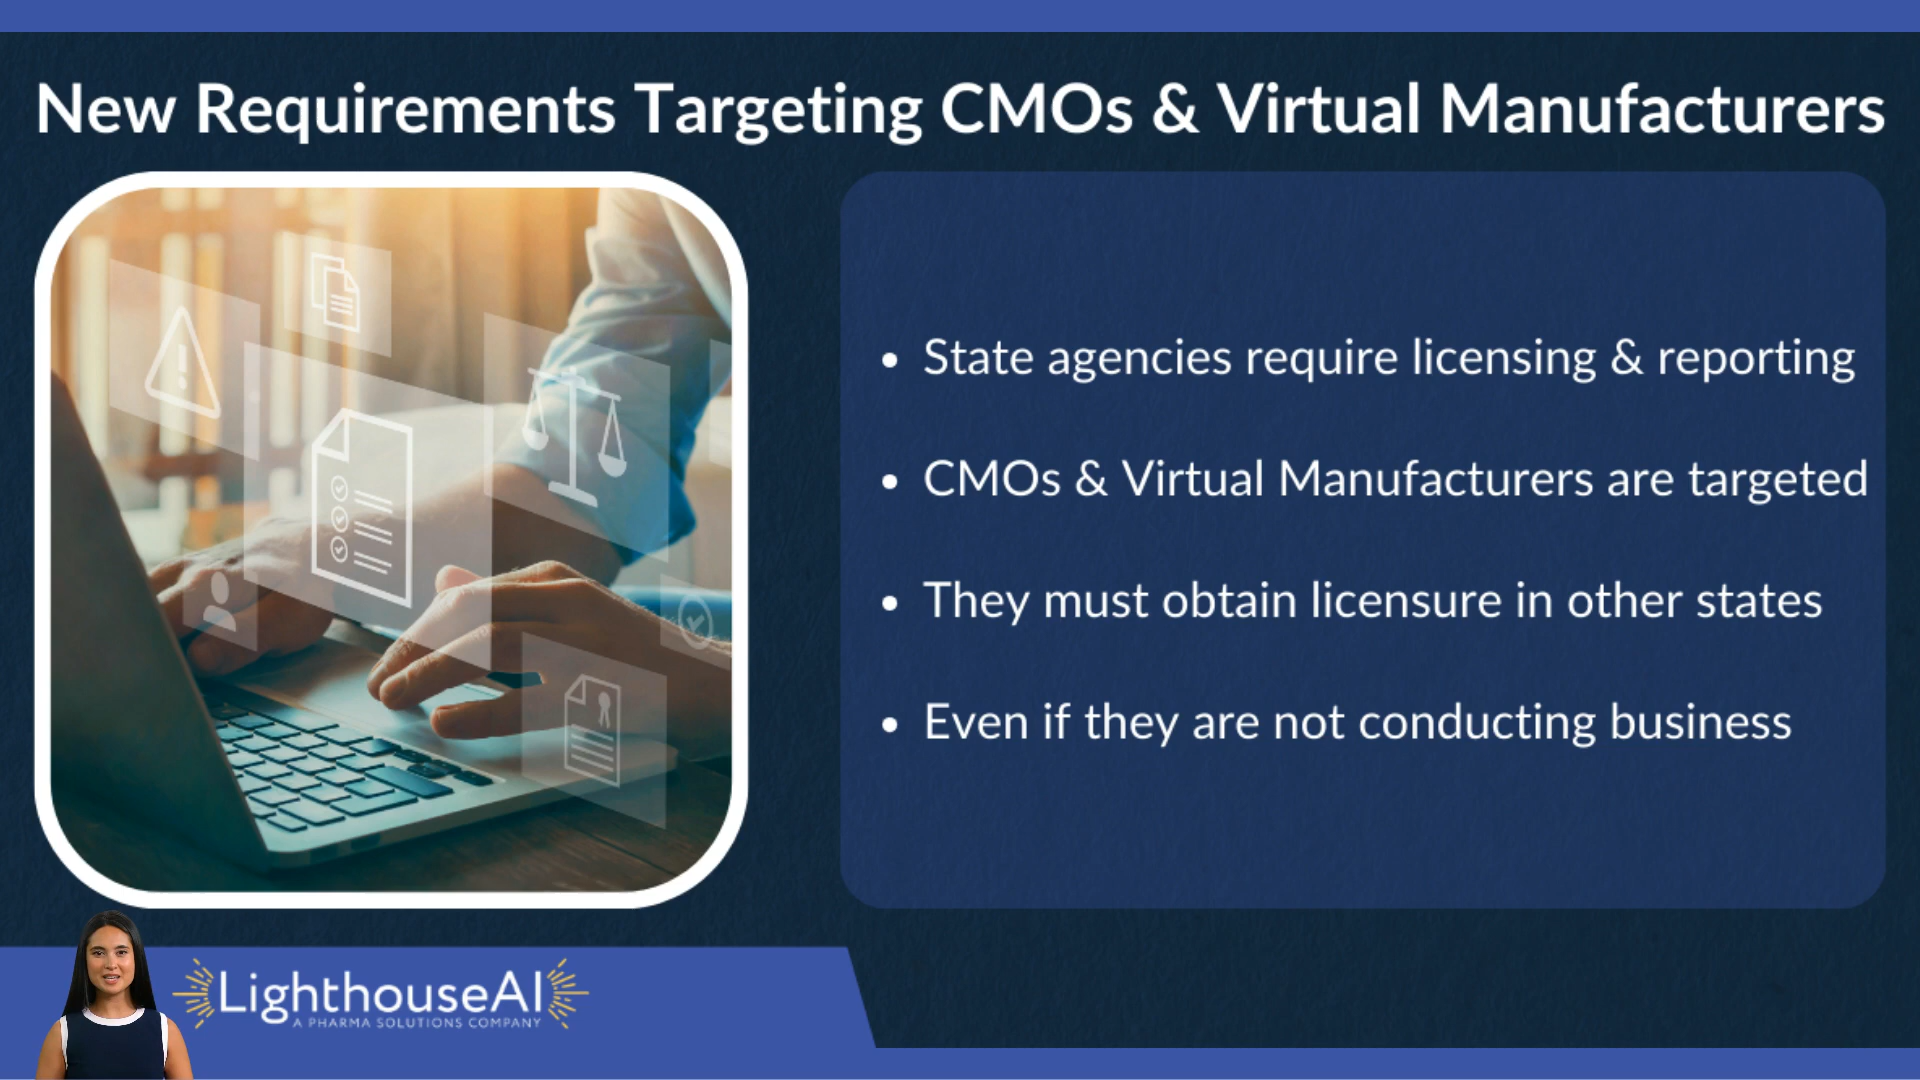 New Requirements Targeting CMOs & Virtual Manufacturers
• State agencies require licensing & reporting
• CMOs & Virtual Manufacturers are targeted
• They must obtain licensure in other states
• Even if they are not conducting business
LighthouseAI
A PHARMA SOLUTIONS COMPANY